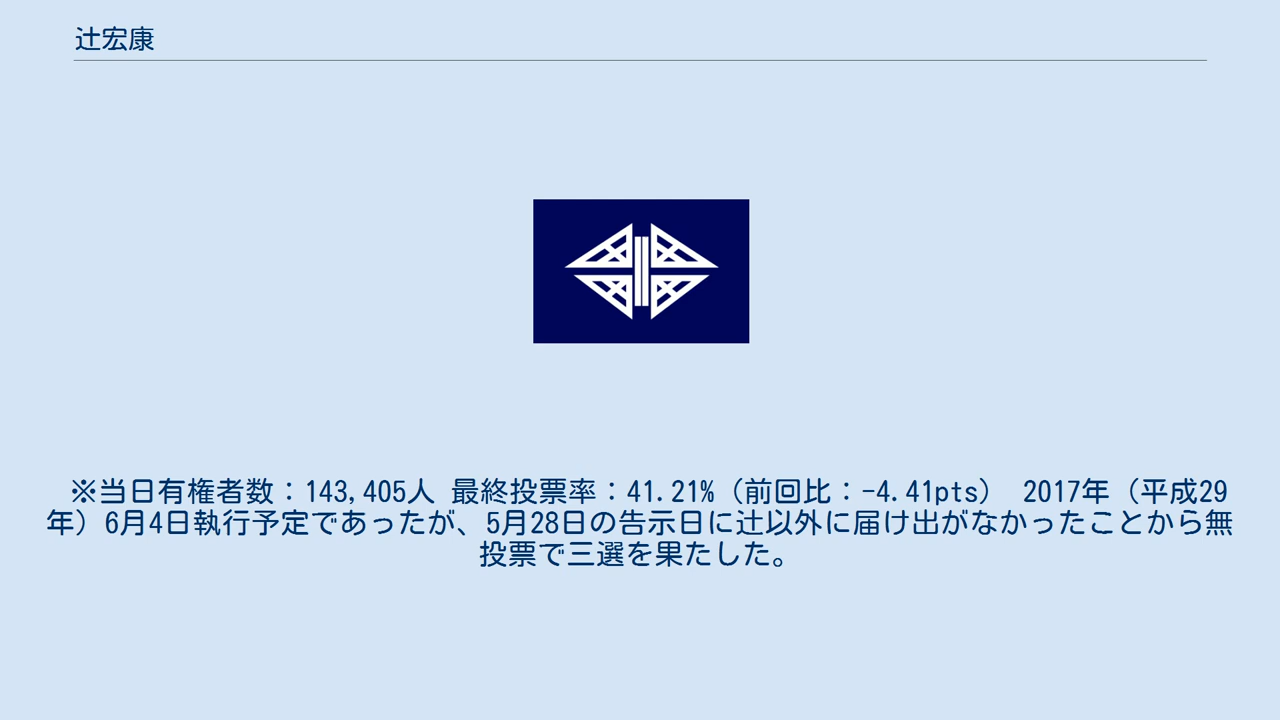 辻宏康
※当日有権者数：143,405人 最終投票率：41.21%（前回比：-4.41pts） 2017年（平成29
年）6月4日執行予定であったが、5月28日の告示日に辻以外に届け出がなかったことから無
投票で三選を果たした。